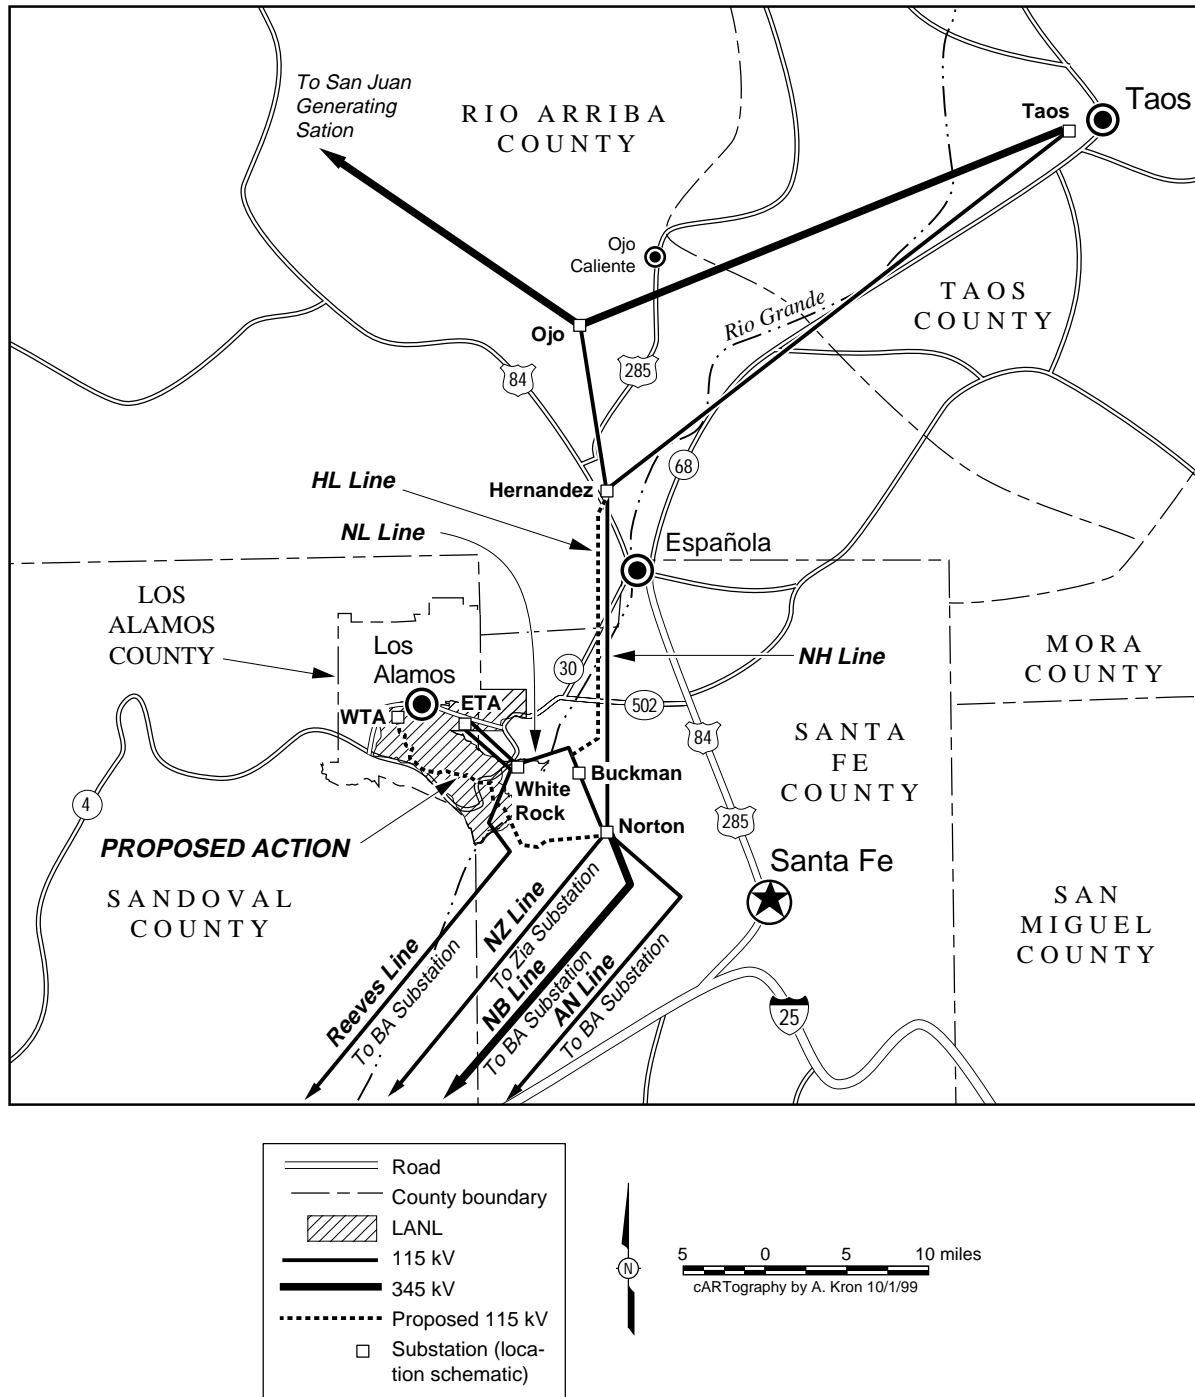 To San Juan
Generating
Sation
RIO ARRIBA
COUNTY
Taos
Taos
Ojo
Caliente
TAOS
COUNTY
Rio Grande
Ojo
84
285
HL Line
Hernandez
68
NL Line
Española
LOS
ALAMOS
COUNTY
Los
Alamos
MORA
COUNTY
NH Line
30
WTA
ETA
502
84
SANTA
FE
COUNTY
White
Rock
Buckman
4
PROPOSED ACTION
Norton
285
Santa Fe
SANDOVAL
COUNTY
SAN
MIGUEL
COUNTY
Reeves Line
To BA Substation
NZ Line
To Zia Substation
NB Line
To BA Substation
AN Line
To BA Substation
25
Road
County boundary
LANL
115 kV
345 kV
Proposed 115 kV
Substation (loca-
tion schematic)
N
5 0 5 10 miles
cARTography by A. Kron 10/1/99